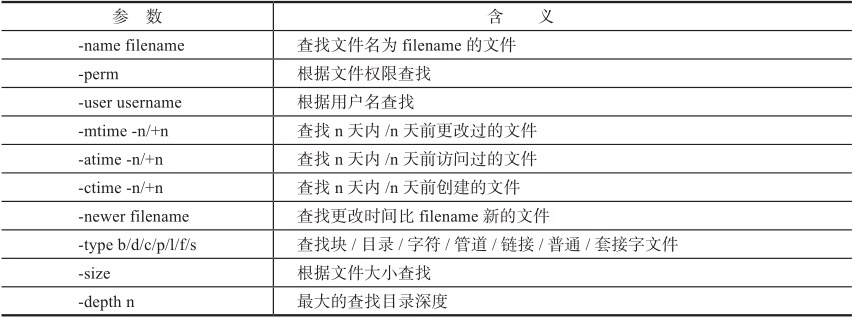 参 数 含 义
-name filename 查找文件名为 filename 的文件
-perm 根据文件权限查找
-user username 根据用户名查找
-mtime -n/+n 查找 n 天内 /n 天前更改过的文件
-atime -n/+n 查找 n 天内 /n 天前访问过的文件
-ctime -n/+n 查找 n 天内 /n 天前创建的文件
-newer filename 查找更改时间比 filename 新的文件
-type b/d/c/p/l/f/s 查找块 / 目录 / 字符 / 管道 / 链接 / 普通 / 套接字文件
-size 根据文件大小查找
-depth n 最大的查找目录深度